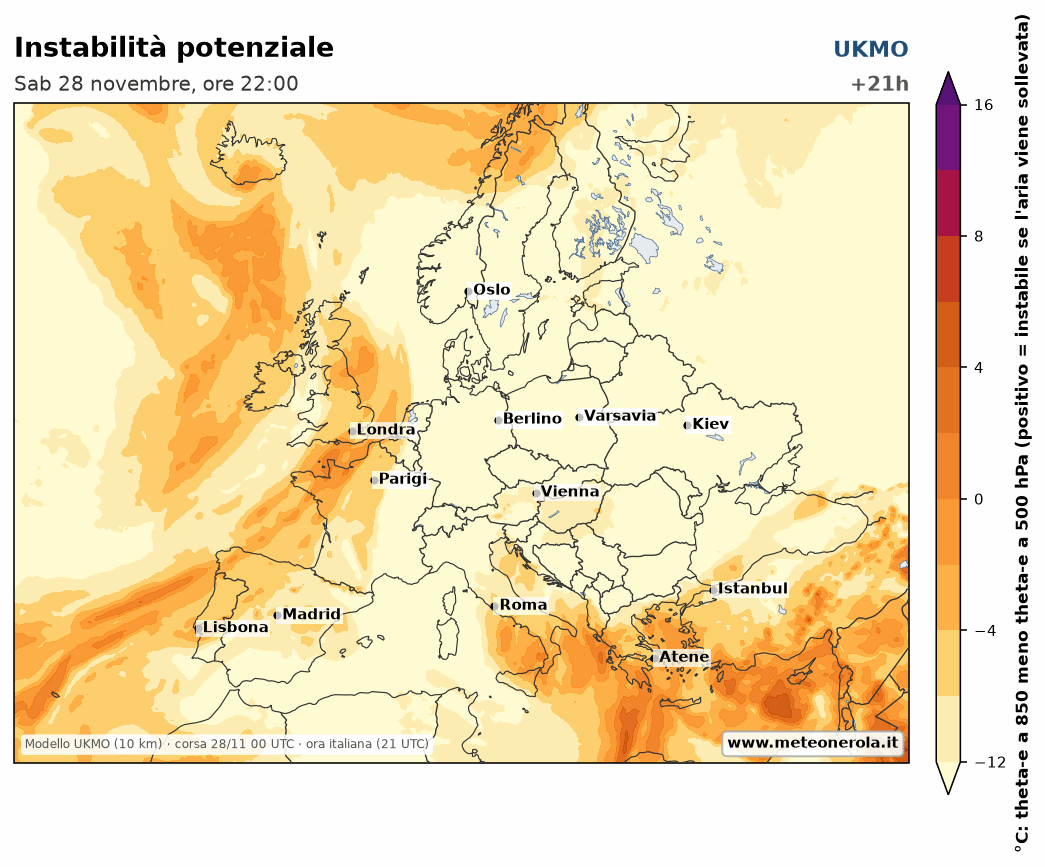 Instabilità potenziale
UKMO
Sab 28 novembre, ore 22:00
+21h
Oslo
Berlino
Varsavia
Kiev
Londra
Parigi
Vienna
Istanbul
Roma
Madrid
Lisbona
Atene
Modello UKMO (10 km) · corsa 28/11 00 UTC · ora italiana (21 UTC)
www.meteonerola.it
16
8
4
0
−4
−12
°C: theta-e a 850 meno theta-e a 500 hPa (positivo = instabile se l'aria viene sollevata)